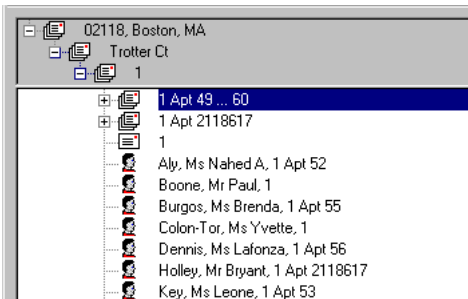 02118, Boston, MA
Trotter Ct
1
1 Apt 49 ... 60
1 Apt 2118617
1
Aly, Ms Nahed A, 1 Apt 52
Boone, Mr Paul, 1
Burgos, Ms Brenda, 1 Apt 55
Colon-Tor, Ms Yvette, 1
Dennis, Ms Lafonza, 1 Apt 56
Holley, Mr Bryant, 1 Apt 2118617
Key, Ms Leone, 1 Apt 53